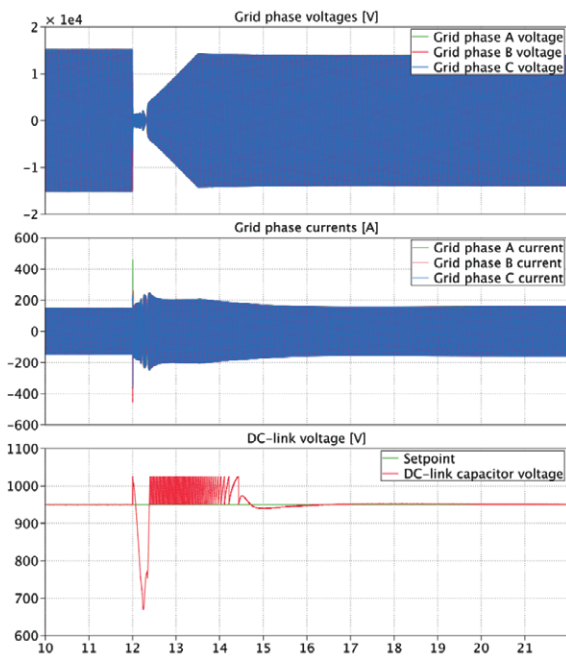 Grid phase voltages [V]
× 1e4
2
1
0
-1
-2
Grid phase A voltage
Grid phase B voltage
Grid phase C voltage
Grid phase currents [A]
600
400
200
0
-200
-400
-600
Grid phase A current
Grid phase B current
Grid phase C current
DC-link voltage [V]
1100
1000
900
800
700
600
Setpoint
DC-link capacitor voltage
10 11 12 13 14 15 16 17 18 19 20 21